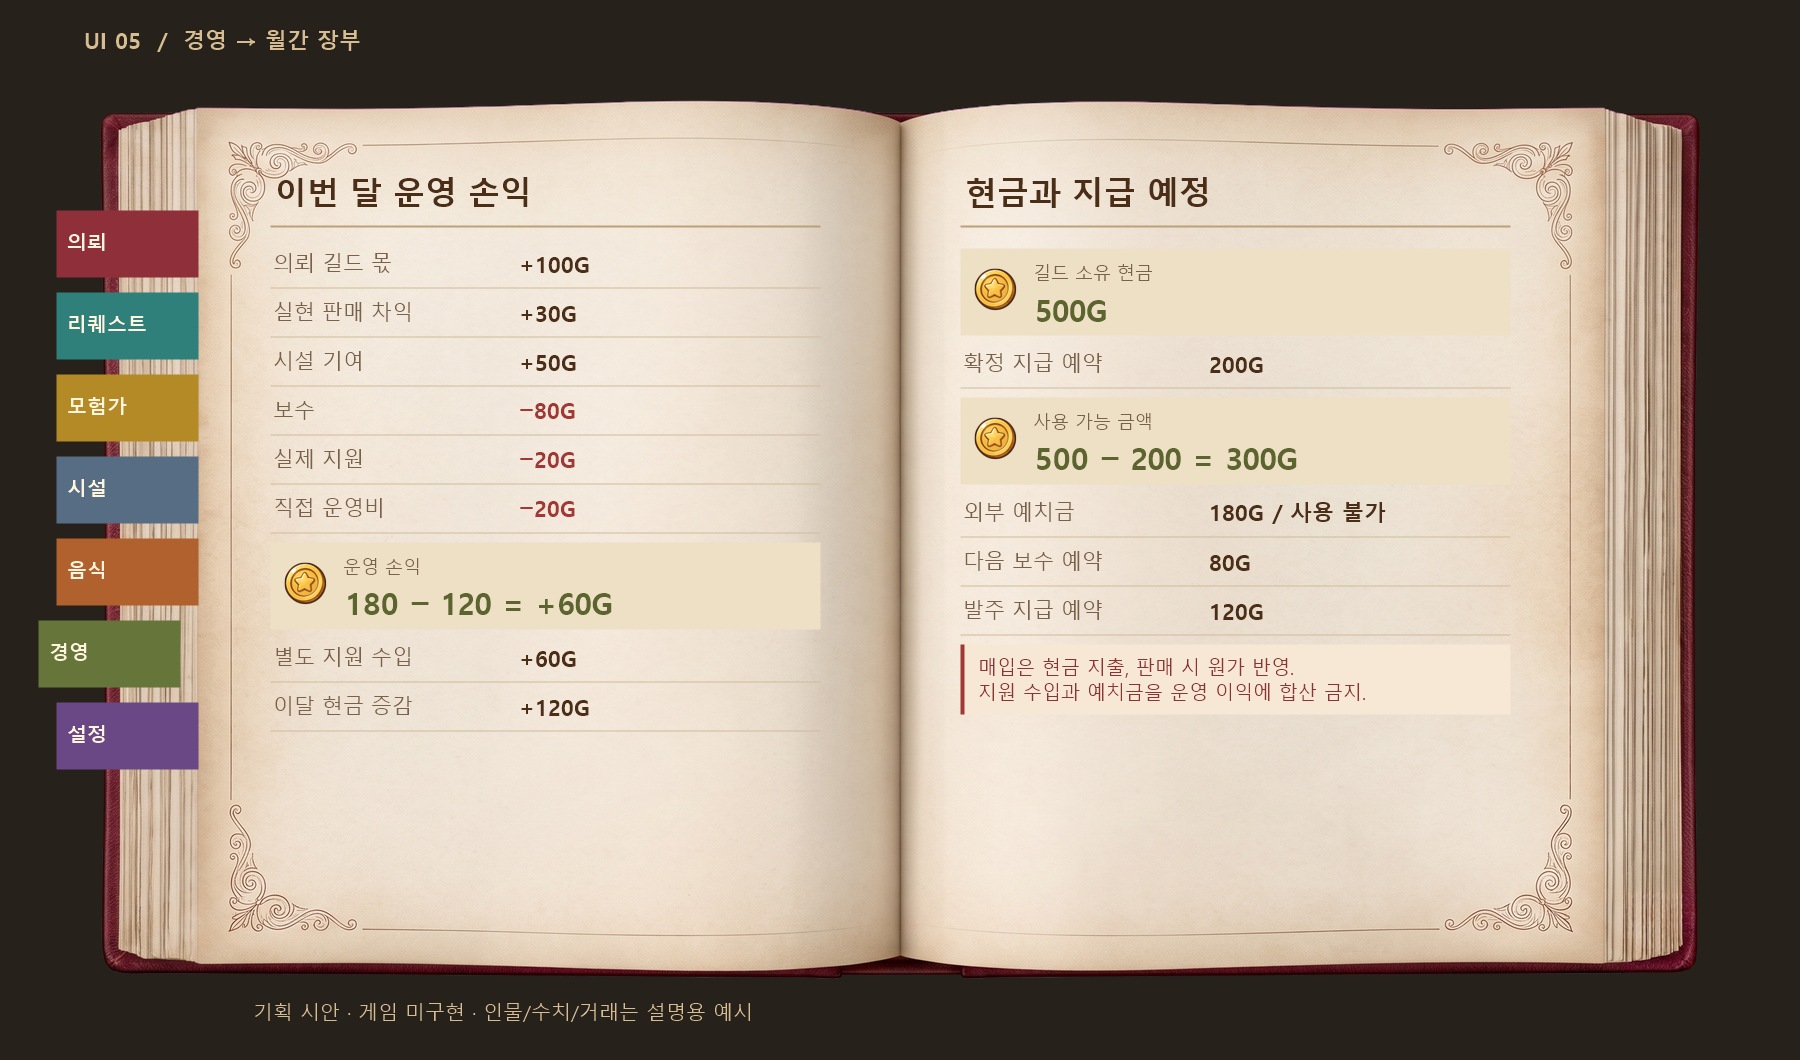 UI 05 / 경영 → 월간 장부
의뢰
리퀘스트
모험가
시설
음식
경영
설정
이번 달 운영 손익
의뢰 길드 몫 +100G
실현 판매 차익 +30G
시설 기여 +50G
보수 −80G
실제 지원 −20G
직접 운영비 −20G
운영 손익
180 − 120 = +60G
별도 지원 수입 +60G
이달 현금 증감 +120G
현금과 지급 예정
길드 소유 현금
500G
확정 지급 예약 200G
사용 가능 금액
500 − 200 = 300G
외부 예치금 180G / 사용 불가
다음 보수 예약 80G
발주 지급 예약 120G
매입은 현금 지출, 판매 시 원가 반영.
지원 수입과 예치금을 운영 이익에 합산 금지.
기획 시안 · 게임 미구현 · 인물/수치/거래는 설명용 예시